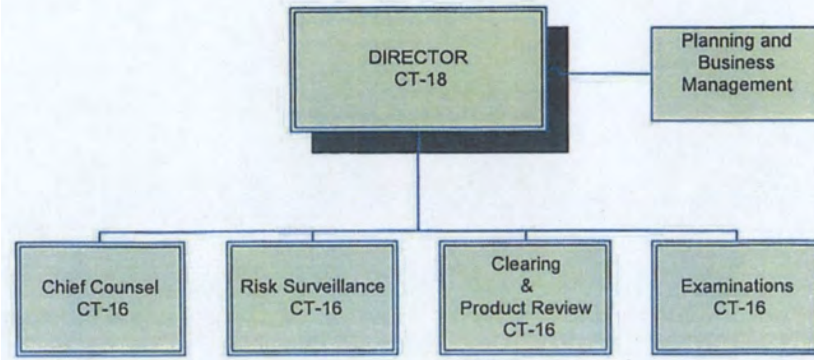 DIRECTOR
CT-18
Planning and
Business
Management
Chief Counsel
CT-16
Risk Surveillance
CT-16
Clearing
&
Product Review
CT-16
Examinations
CT-16